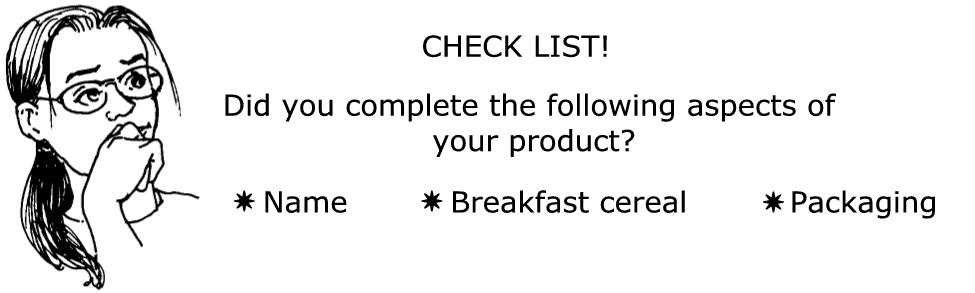 CHECK LIST!
Did you complete the following aspects of
your product?
✷ Name ✷ Breakfast cereal ✷ Packaging